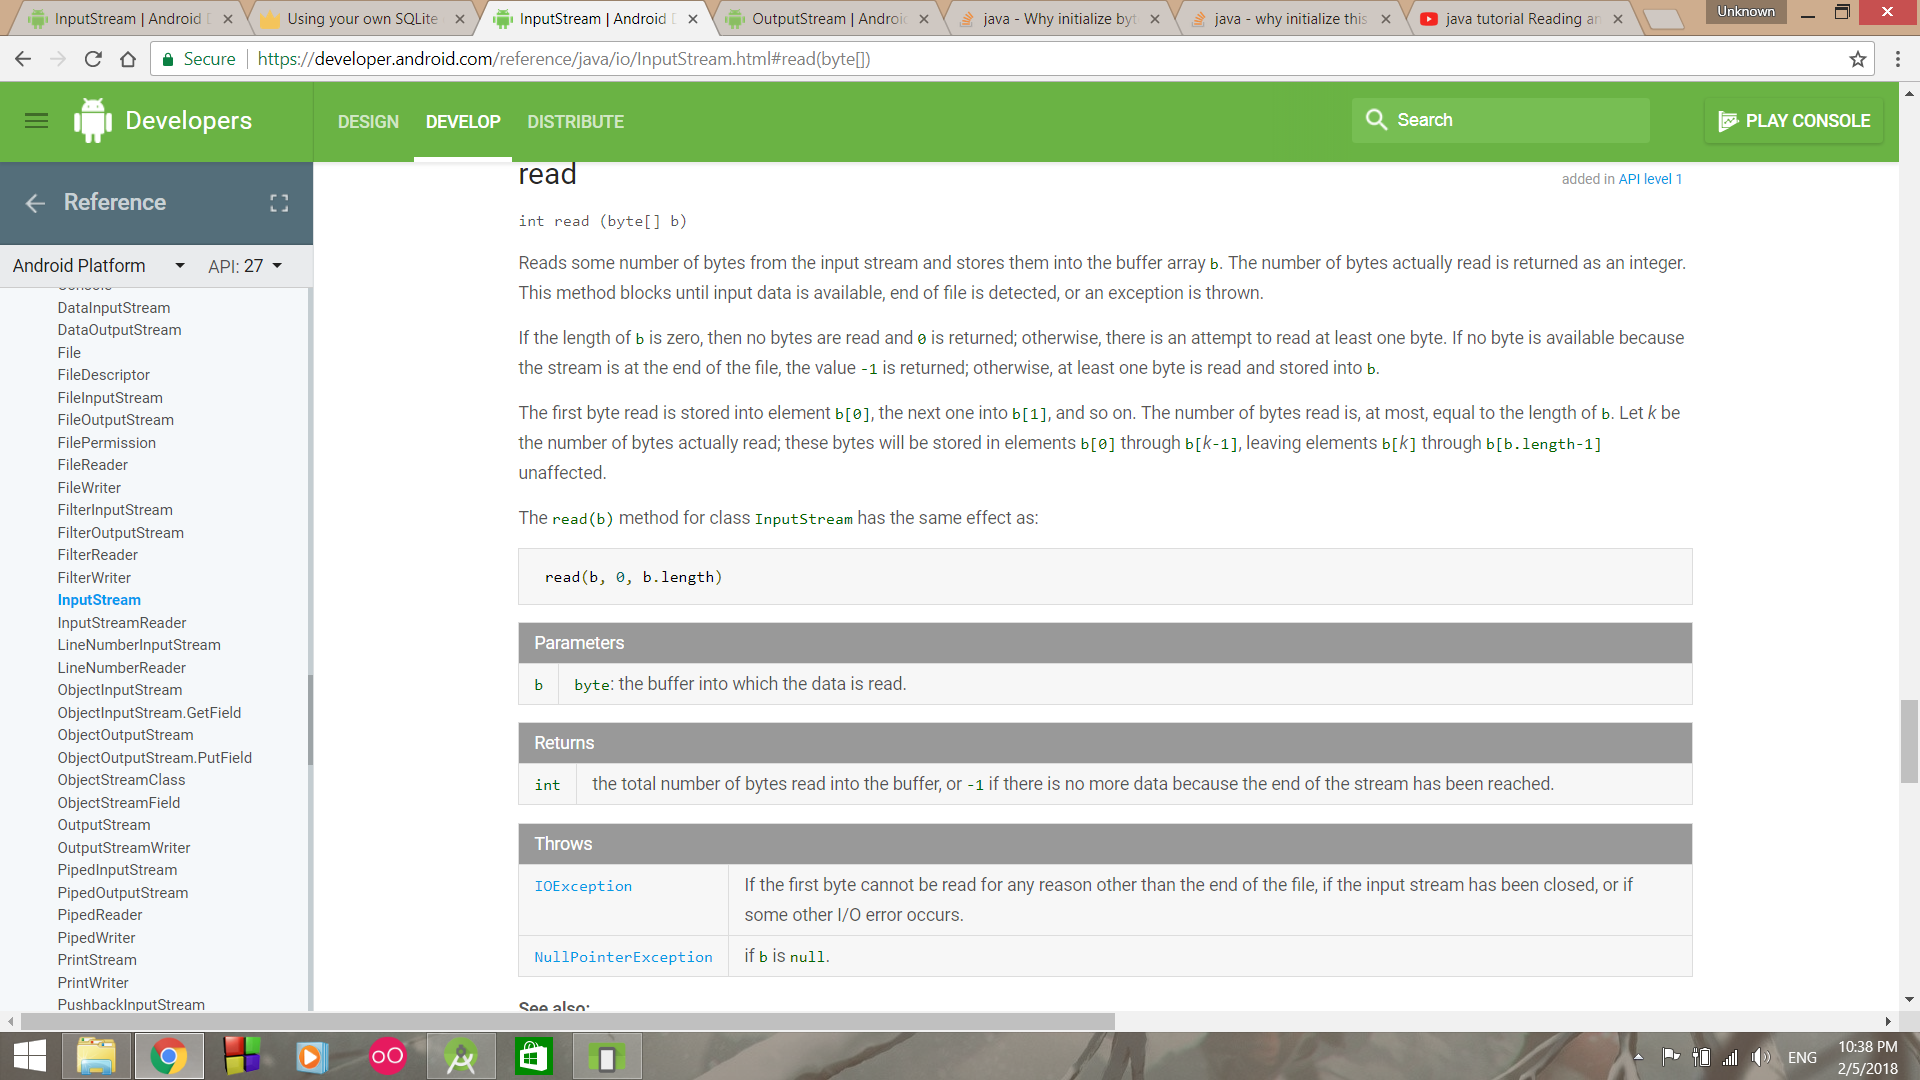 InputStream | Android D
Using your own SQLite
InputStream | Android D
OutputStream | Android
java - Why initialize byt
java - why initialize this
java tutorial Reading an
Unknown
Secure
https://developer.android.com/reference/java/io/InputStream.html#read(byte[])
Developers
DESIGN
DEVELOP
DISTRIBUTE
Search
PLAY CONSOLE
Reference
Android Platform
API: 27
Console
DataInputStream
DataOutputStream
File
FileDescriptor
FileInputStream
FileOutputStream
FilePermission
FileReader
FileWriter
FilterInputStream
FilterOutputStream
FilterReader
FilterWriter
InputStream
InputStreamReader
LineNumberInputStream
LineNumberReader
ObjectInputStream
ObjectInputStream.GetField
ObjectOutputStream
ObjectOutputStream.PutField
ObjectStreamClass
ObjectStreamField
OutputStream
OutputStreamWriter
PipedInputStream
PipedOutputStream
PipedReader
PipedWriter
PrintStream
PrintWriter
PushbackInputStream
read
added in API level 1
int read (byte[] b)
Reads some number of bytes from the input stream and stores them into the buffer array b. The number of bytes actually read is returned as an integer.
This method blocks until input data is available, end of file is detected, or an exception is thrown.
If the length of b is zero, then no bytes are read and 0 is returned; otherwise, there is an attempt to read at least one byte. If no byte is available because
the stream is at the end of the file, the value -1 is returned; otherwise, at least one byte is read and stored into b.
The first byte read is stored into element b[0], the next one into b[1], and so on. The number of bytes read is, at most, equal to the length of b. Let k be
the number of bytes actually read; these bytes will be stored in elements b[0] through b[k-1], leaving elements b[k] through b[b.length-1]
unaffected.
The read(b) method for class InputStream has the same effect as:
read(b, 0, b.length)
Parameters
b
byte: the buffer into which the data is read.
Returns
int
the total number of bytes read into the buffer, or -1 if there is no more data because the end of the stream has been reached.
Throws
IOException
If the first byte cannot be read for any reason other than the end of the file, if the input stream has been closed, or if
some other I/O error occurs.
NullPointerException
if b is null.
See also:
ENG
10:38 PM
2/5/2018